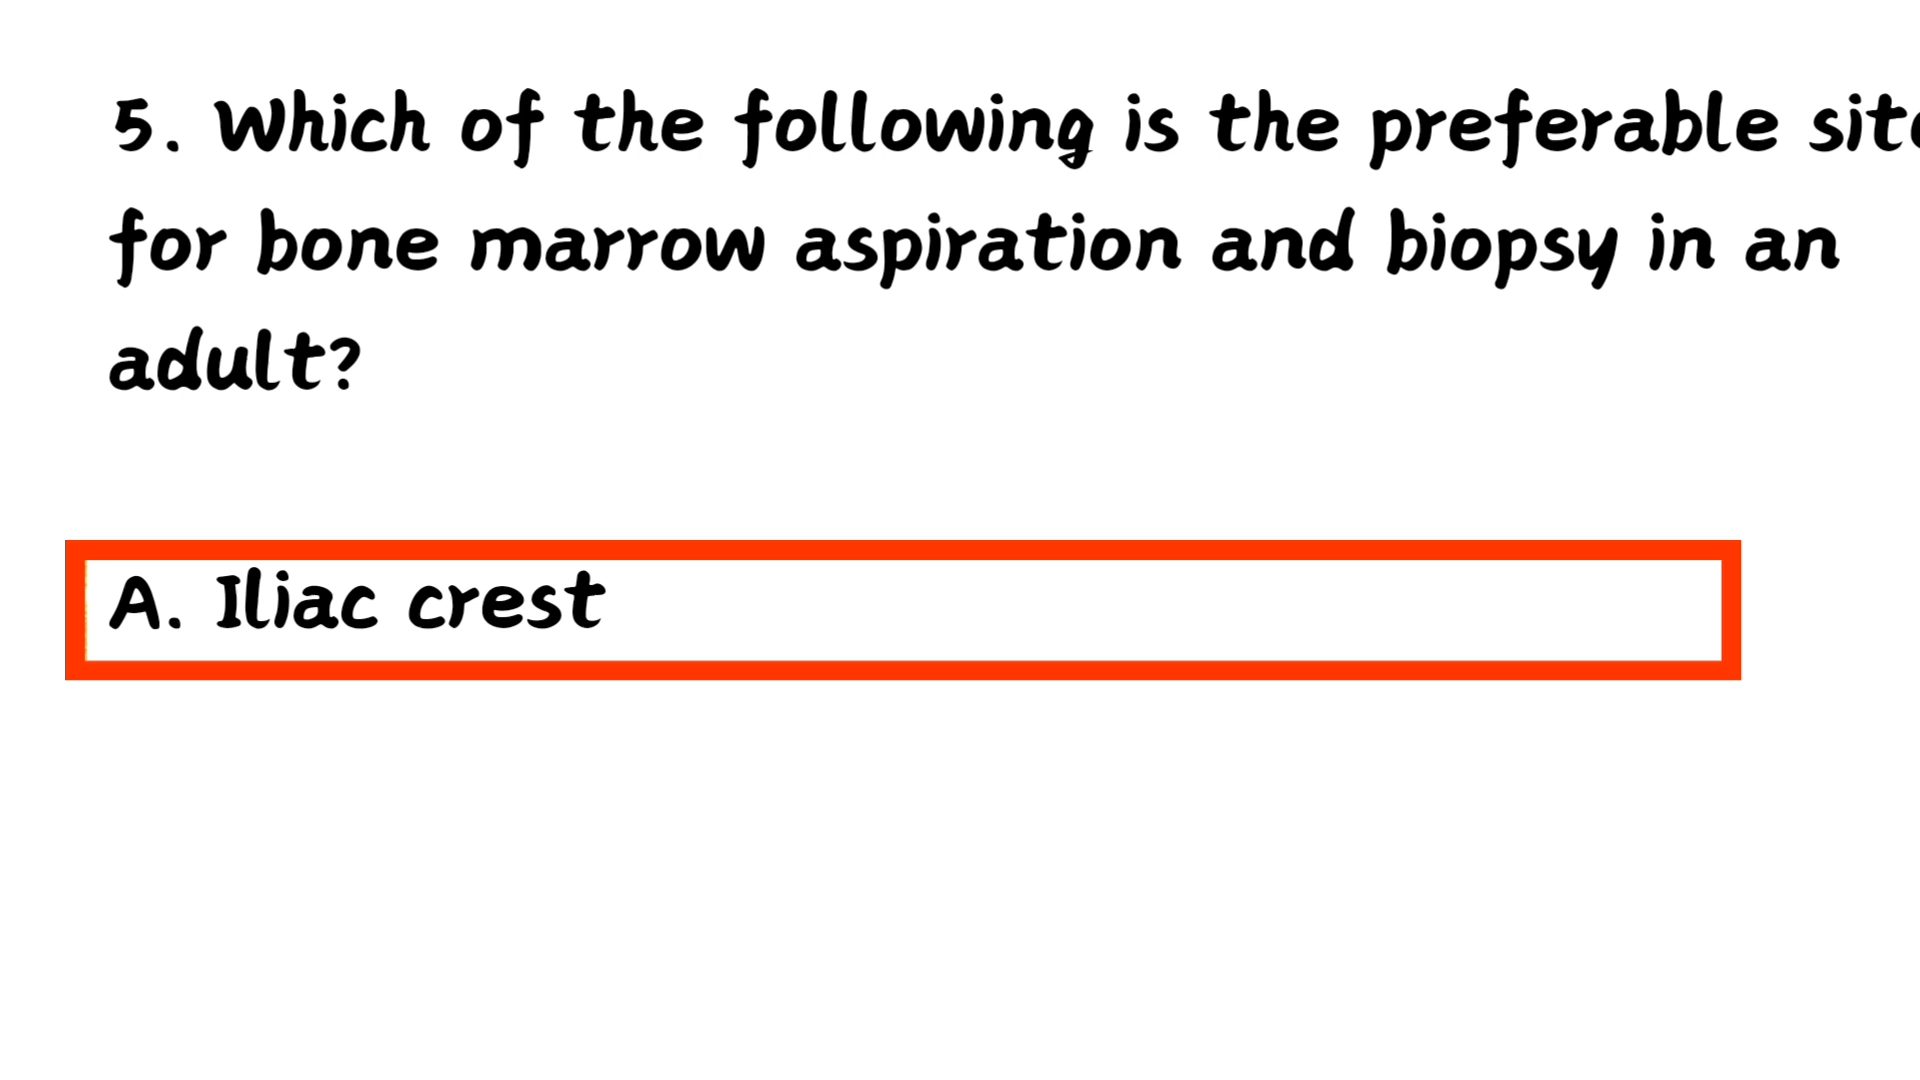 5. Which of the following is the preferable site
for bone marrow aspiration and biopsy in an
adult?
A. Iliac crest